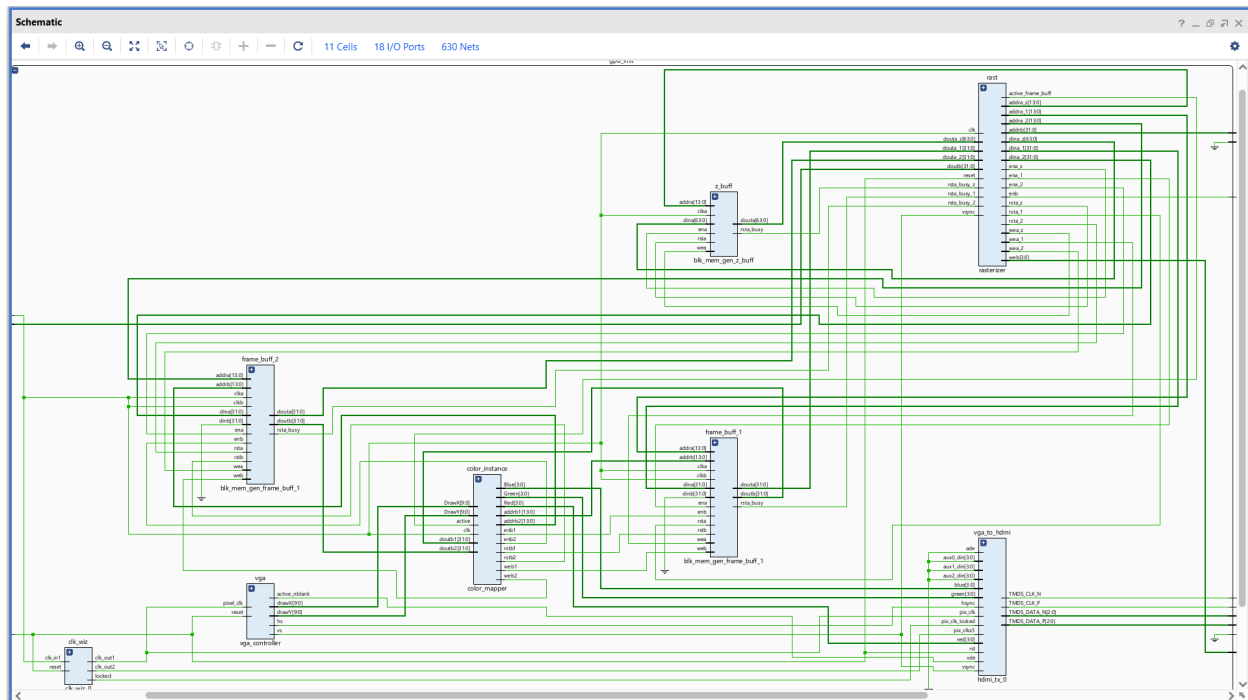 Schematic
11 Cells
18 I/O Ports
630 Nets
rast
active_frame_buff
addra_z[13:0]
addra_1[13:0]
addra_2[13:0]
clk
addrb[31:0]
douta_z[63:0]
dina_z[63:0]
douta_1[31:0]
dina_1[31:0]
douta_2[31:0]
dina_2[31:0]
doutb[31:0]
ena_z
reset
ena_1
rsta_busy_z
ena_2
rsta_busy_1
enb
rsta_busy_2
rsta_z
vsync
rsta_1
rsta_2
wea_z
wea_1
wea_2
web[3:0]
rasterizer
z_buff
addra[13:0]
clka
dina[63:0]
douta[63:0]
ena
rsta_busy
rsta
wea
blk_mem_gen_z_buff
frame_buff_2
addra[13:0]
addrb[13:0]
clka
clkb
dina[31:0]
douta[31:0]
dinb[31:0]
doutb[31:0]
ena
rsta_busy
enb
rsta
rstb
wea
web
blk_mem_gen_frame_buff_1
frame_buff_1
addra[13:0]
addrb[13:0]
clka
clkb
dina[31:0]
douta[31:0]
dinb[31:0]
doutb[31:0]
ena
rsta_busy
enb
rsta
rstb
wea
web
blk_mem_gen_frame_buff_1
color_instance
Blue[3:0]
Green[3:0]
DrawX[9:0]
Red[3:0]
DrawY[9:0]
addrb1[13:0]
active
addrb2[13:0]
clk
enb1
doutb1[31:0]
enb2
doutb2[31:0]
rstb1
rstb2
web1
web2
color_mapper
vga
active_nblank
pixel_clk
drawX[9:0]
reset
drawY[9:0]
hs
vs
vga_controller
clk_wiz
clk_in1
clk_out1
reset
clk_out2
locked
clk_wiz_0
vga_to_hdmi
ade
aux0_din[3:0]
aux1_din[3:0]
aux2_din[3:0]
blue[3:0]
green[3:0]
TMDS_CLK_N
hsync
TMDS_CLK_P
pix_clk
TMDS_DATA_N[2:0]
pix_clk_locked
TMDS_DATA_P[2:0]
pix_clkx5
red[3:0]
rst
vde
vsync
hdmi_tx_0